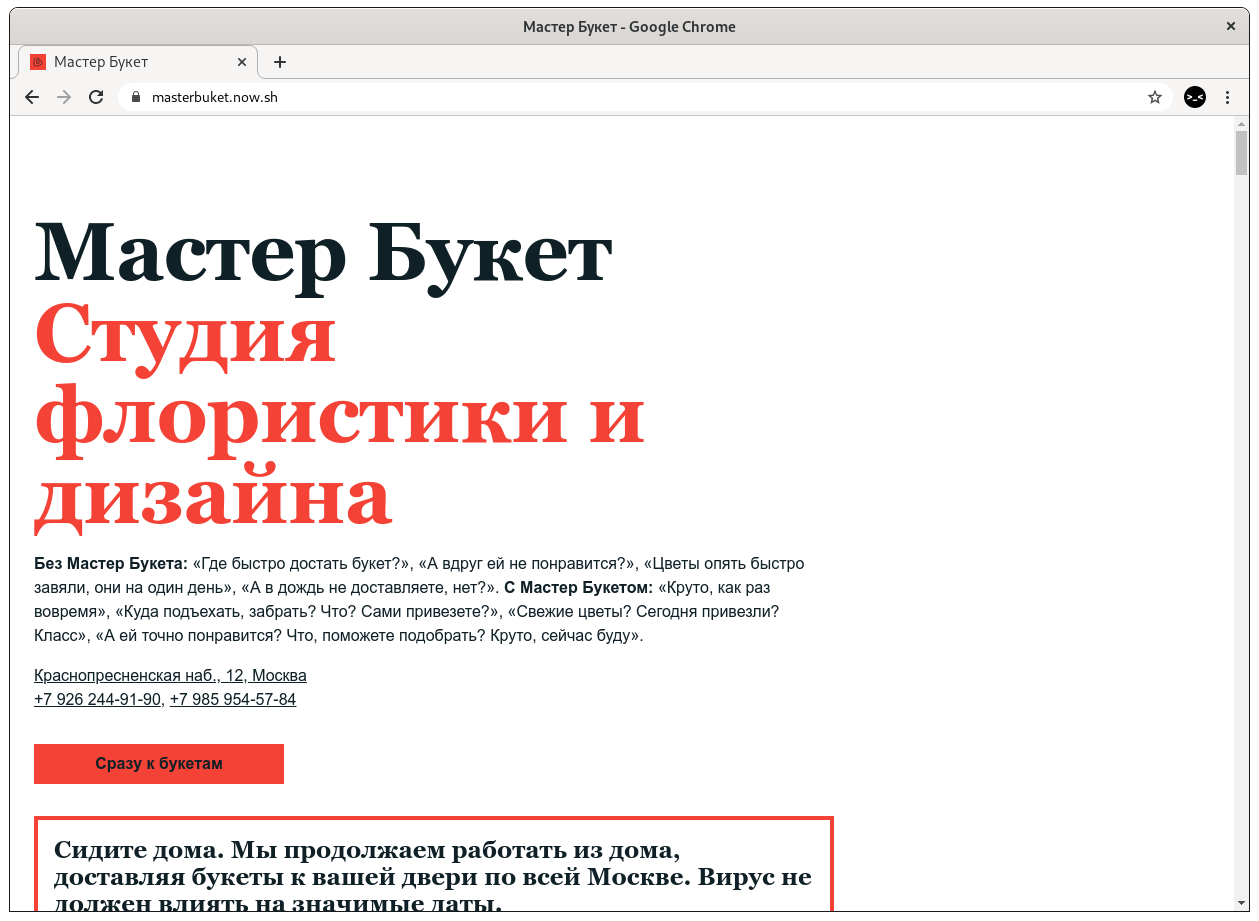 Мастер Букет - Google Chrome
Мастер Букет
masterbuket.now.sh
>_<
Мастер Букет
Студия
флористики и
дизайна
Без Мастер Букета: «Где быстро достать букет?», «А вдруг ей не понравится?», «Цветы опять быстро
завяли, они на один день», «А в дождь не доставляете, нет?». С Мастер Букетом: «Круто, как раз
вовремя», «Куда подъехать, забрать? Что? Сами привезете?», «Свежие цветы? Сегодня привезли?
Класс», «А ей точно понравится? Что, поможете подобрать? Круто, сейчас буду».
Краснопресненская наб., 12, Москва
+7 926 244-91-90, +7 985 954-57-84
Сразу к букетам
Сидите дома. Мы продолжаем работать из дома,
доставляя букеты к вашей двери по всей Москве. Вирус не
должен влиять на значимые даты.